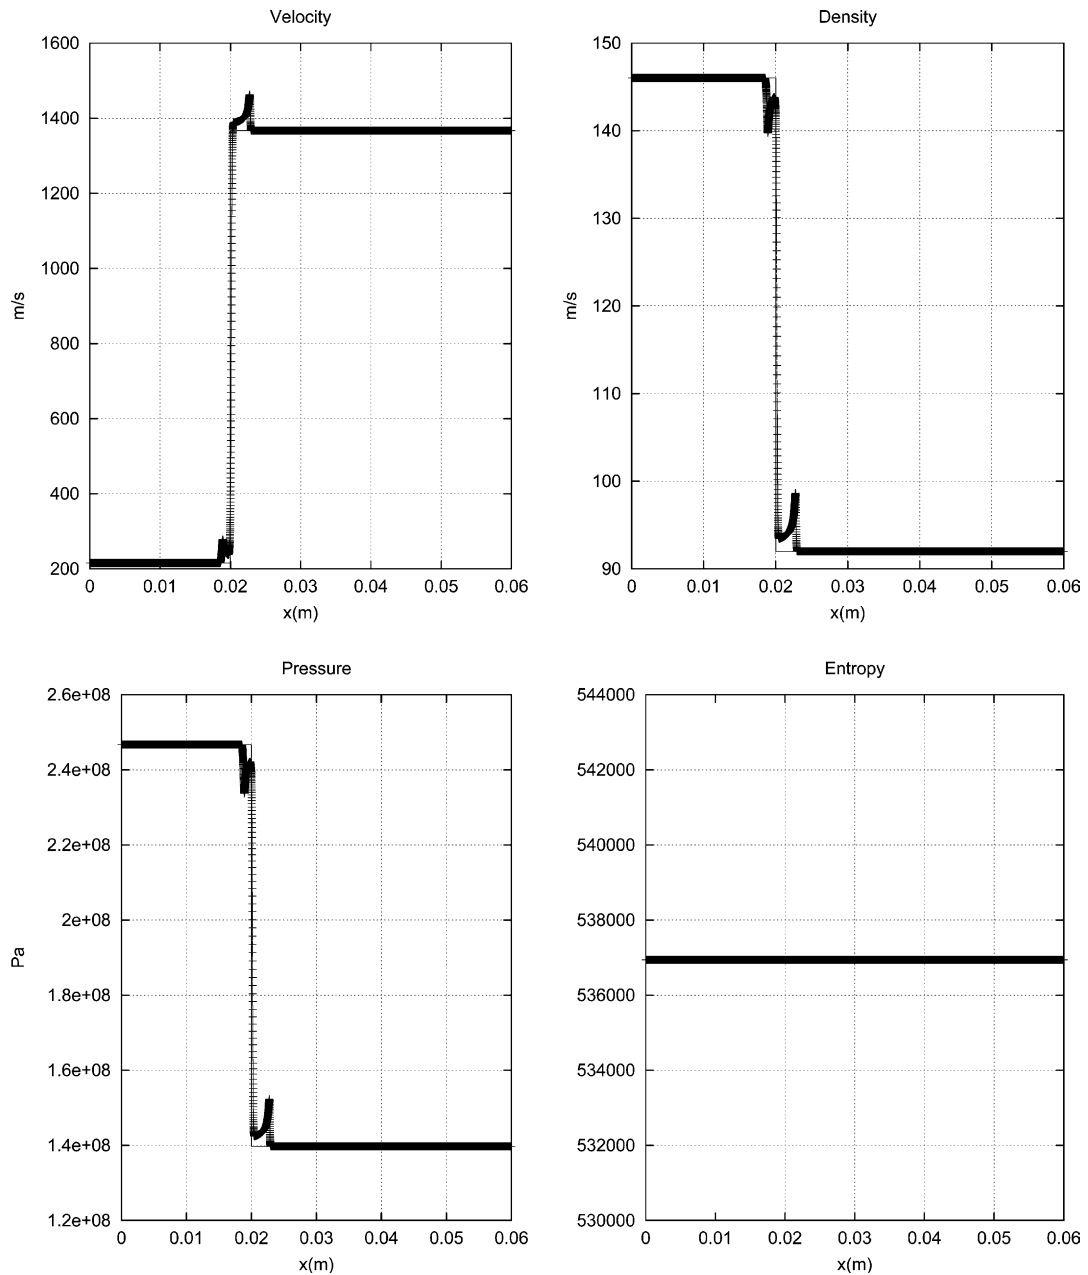 Velocity
1600
1400
1200
1000
800
600
400
200
0 0.01 0.02 0.03 0.04 0.05 0.06
m/s
x(m)
Density
150
140
130
120
110
100
90
0 0.01 0.02 0.03 0.04 0.05 0.06
m/s
x(m)
Pressure
2.6e+08
2.4e+08
2.2e+08
2e+08
1.8e+08
1.6e+08
1.4e+08
1.2e+08
0 0.01 0.02 0.03 0.04 0.05 0.06
Pa
x(m)
Entropy
544000
542000
540000
538000
536000
534000
532000
530000
0 0.01 0.02 0.03 0.04 0.05 0.06
x(m)